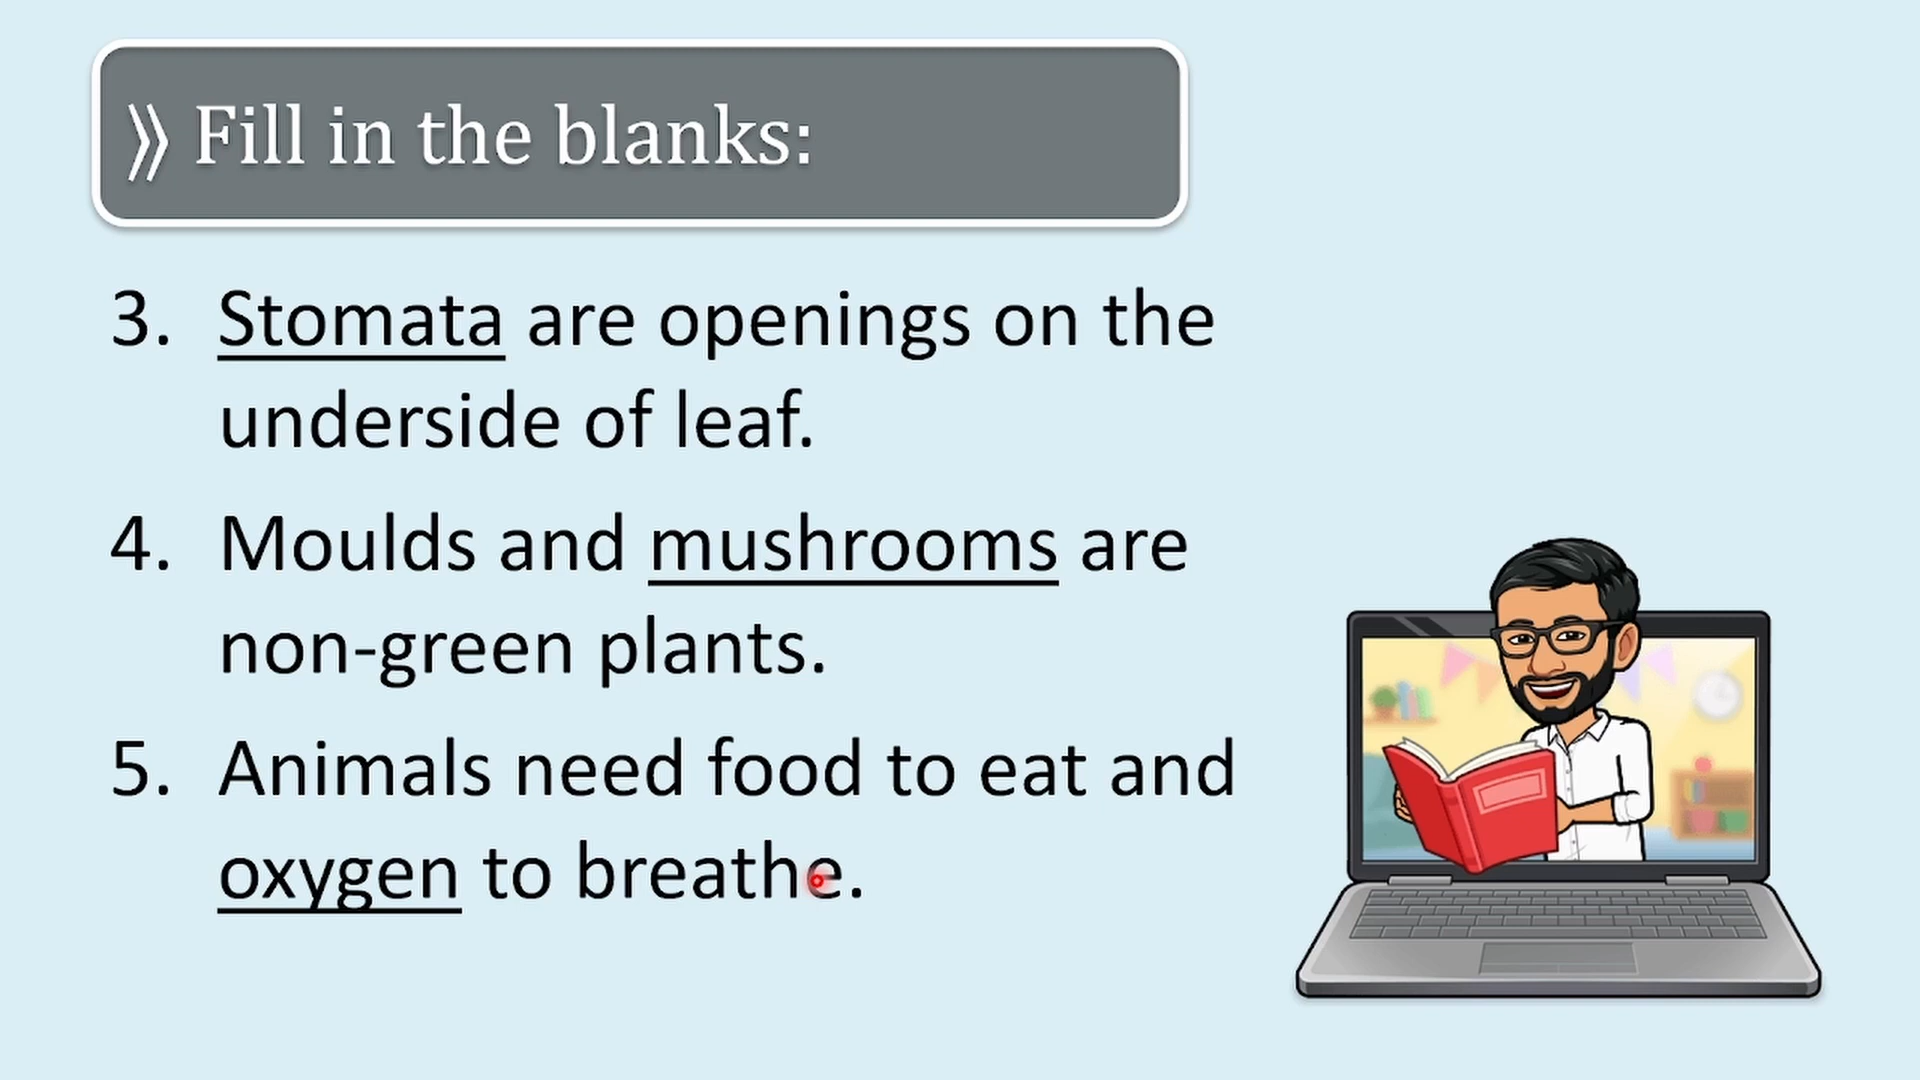 ⟫ Fill in the blanks:
3. Stomata are openings on the
underside of leaf.
4. Moulds and mushrooms are
non-green plants.
5. Animals need food to eat and
oxygen to breathe.